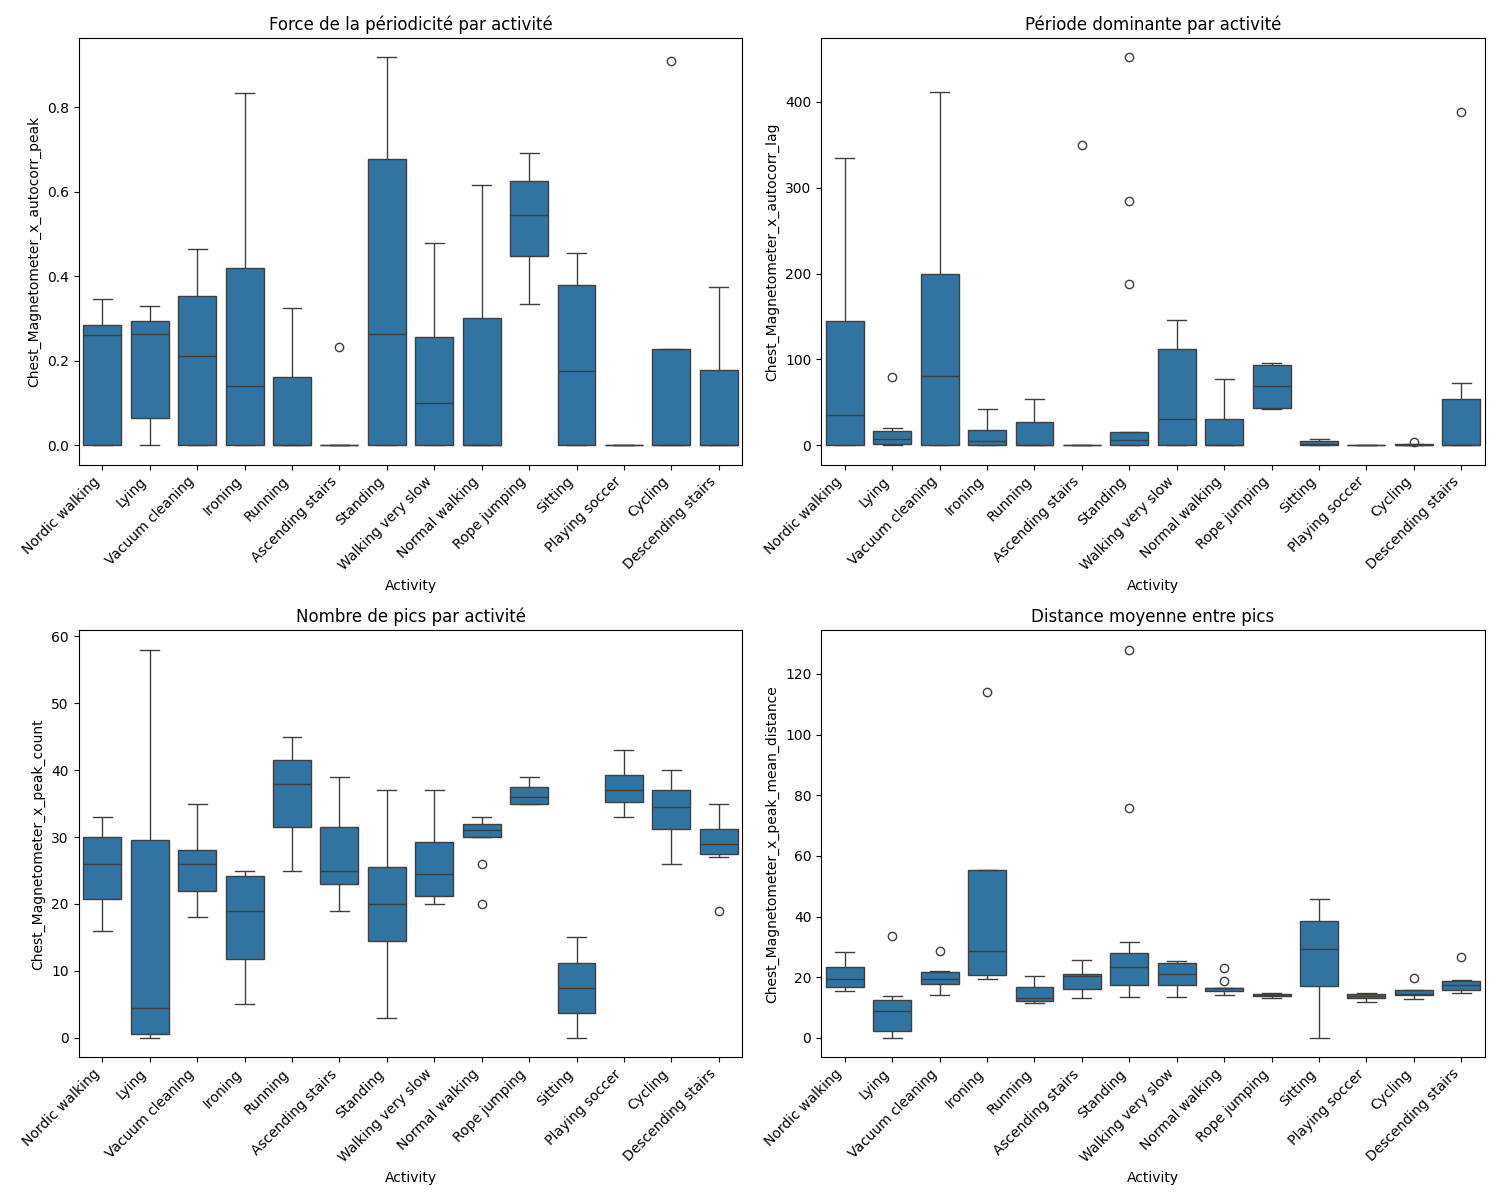 Force de la périodicité par activité
Chest_Magnetometer_x_autocorr_peak
0.8
0.6
0.4
0.2
0.0
Nordic walking
Lying
Vacuum cleaning
Ironing
Running
Ascending stairs
Standing
Walking very slow
Normal walking
Rope jumping
Sitting
Playing soccer
Cycling
Descending stairs
Activity
Période dominante par activité
Chest_Magnetometer_x_autocorr_lag
400
300
200
100
0
Nordic walking
Lying
Vacuum cleaning
Ironing
Running
Ascending stairs
Standing
Walking very slow
Normal walking
Rope jumping
Sitting
Playing soccer
Cycling
Descending stairs
Activity
Nombre de pics par activité
Chest_Magnetometer_x_peak_count
60
50
40
30
20
10
0
Nordic walking
Lying
Vacuum cleaning
Ironing
Running
Ascending stairs
Standing
Walking very slow
Normal walking
Rope jumping
Sitting
Playing soccer
Cycling
Descending stairs
Activity
Distance moyenne entre pics
Chest_Magnetometer_x_peak_mean_distance
120
100
80
60
40
20
0
Nordic walking
Lying
Vacuum cleaning
Ironing
Running
Ascending stairs
Standing
Walking very slow
Normal walking
Rope jumping
Sitting
Playing soccer
Cycling
Descending stairs
Activity